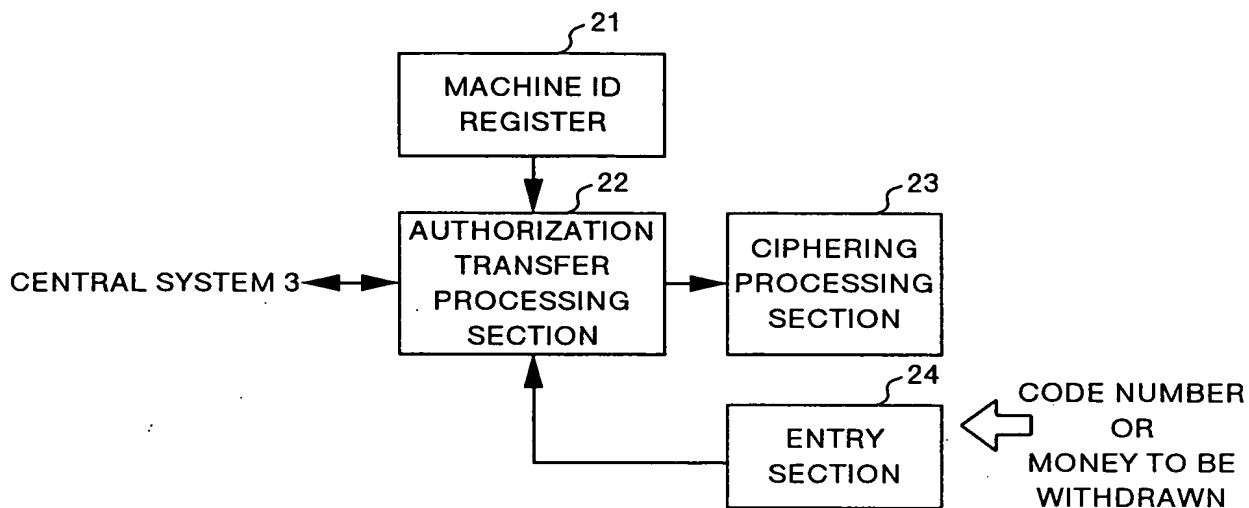 21
MACHINE ID
REGISTER
22
AUTHORIZATION
TRANSFER
PROCESSING
SECTION
23
CIPHERING
PROCESSING
SECTION
CENTRAL SYSTEM 3
24
ENTRY
SECTION
CODE NUMBER
OR
MONEY TO BE
WITHDRAWN